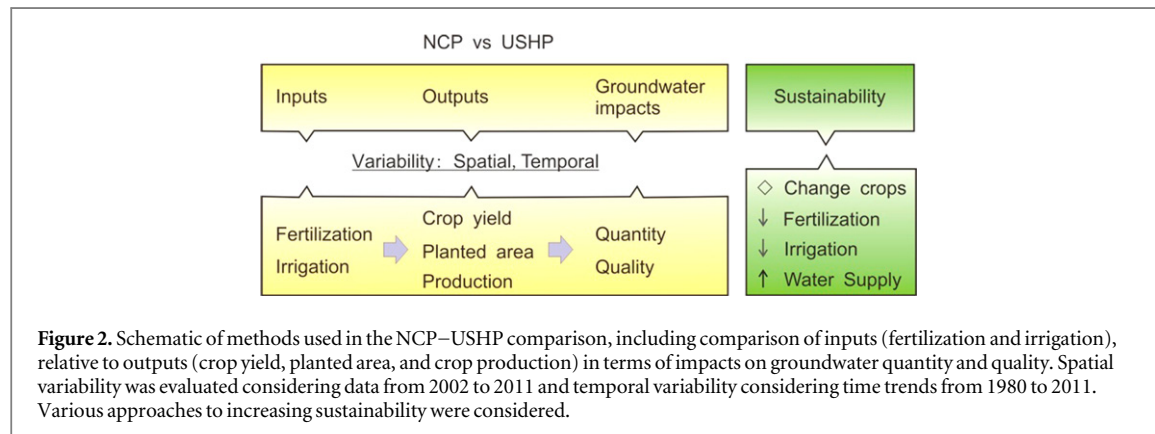 NCP vs USHP
Inputs
Outputs
Groundwater
impacts
Sustainability
Variability: Spatial, Temporal
Fertilization
Irrigation
Crop yield
Planted area
Production
Quantity
Quality
◇ Change crops
↓ Fertilization
↓ Irrigation
↑ Water Supply
Figure 2. Schematic of methods used in the NCP–USHP comparison, including comparison of inputs (fertilization and irrigation),
relative to outputs (crop yield, planted area, and crop production) in terms of impacts on groundwater quantity and quality. Spatial
variability was evaluated considering data from 2002 to 2011 and temporal variability considering time trends from 1980 to 2011.
Various approaches to increasing sustainability were considered.